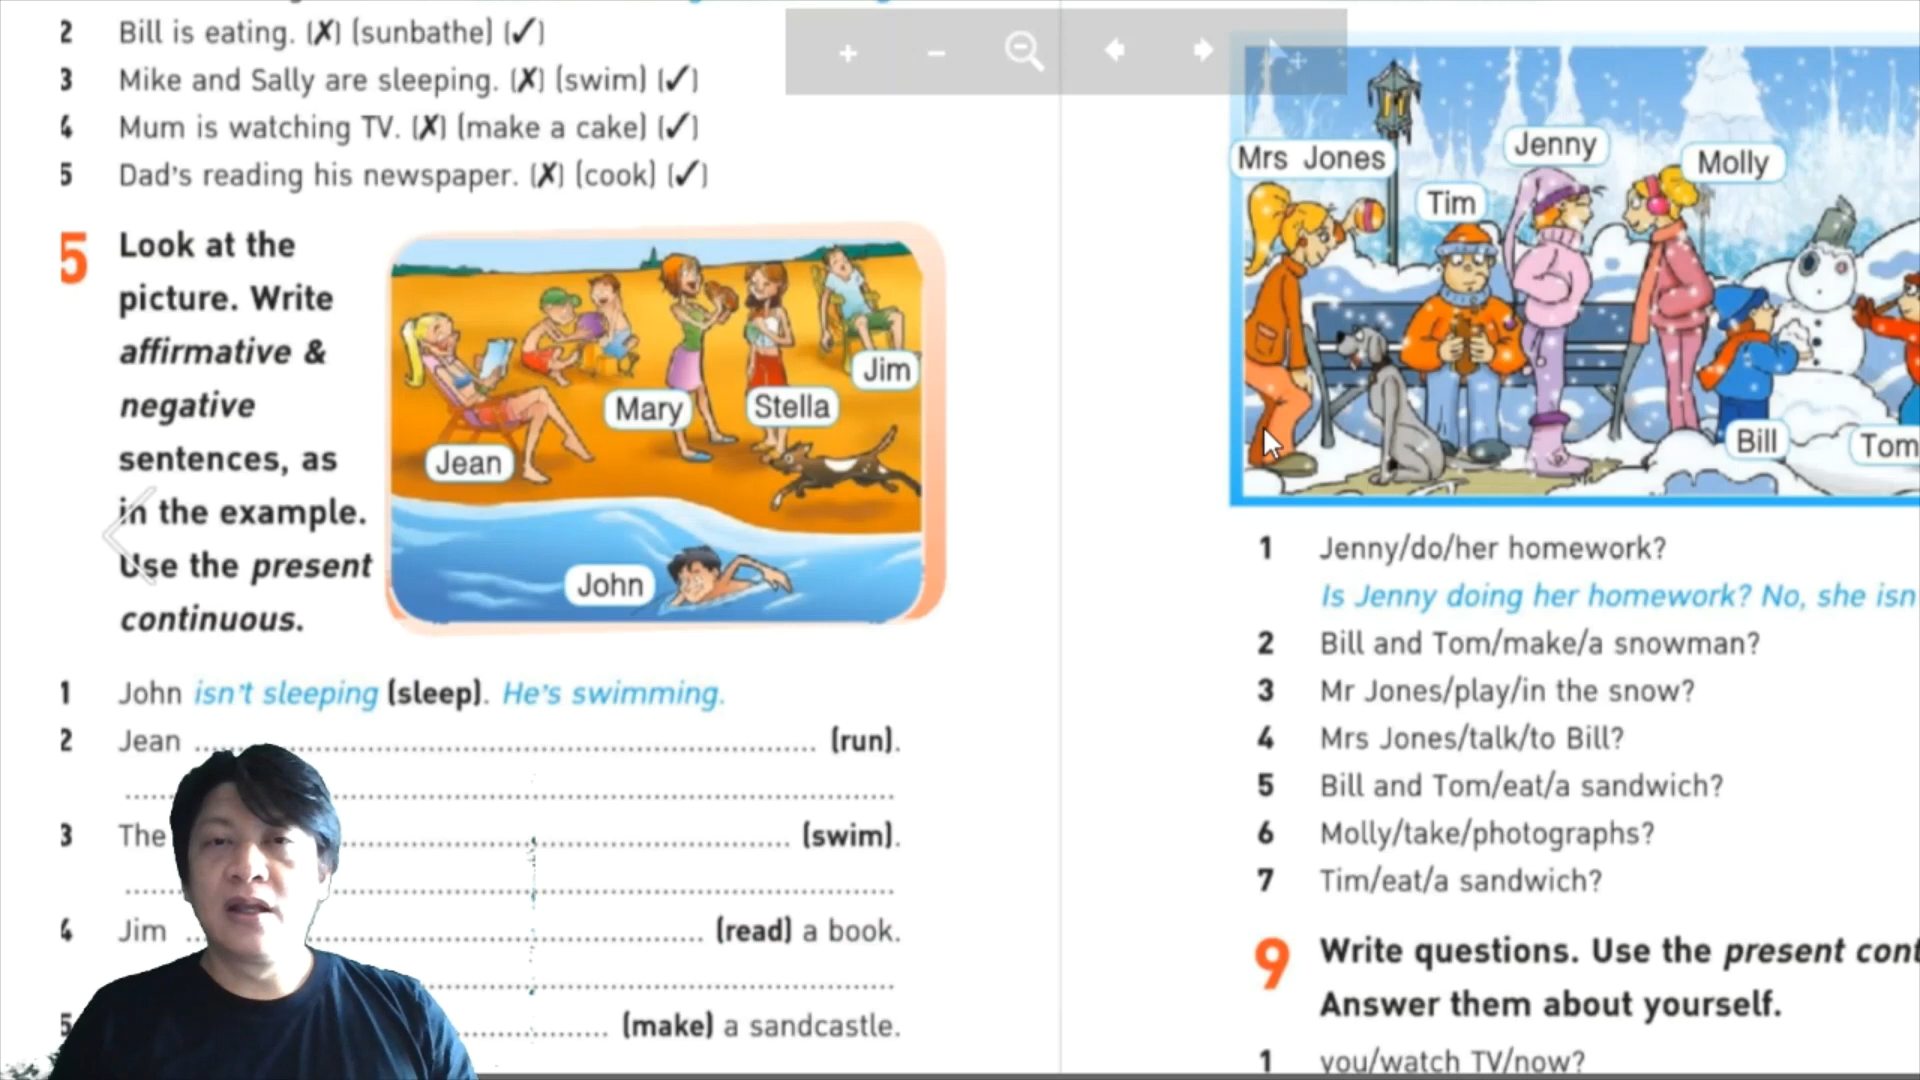 2 Bill is eating. (✗) (sunbathe) (✓)
3 Mike and Sally are sleeping. (✗) (swim) (✓)
4 Mum is watching TV. (✗) (make a cake) (✓)
5 Dad's reading his newspaper. (✗) (cook) (✓)
5 Look at the
picture. Write
affirmative &
negative
sentences, as
in the example.
Use the present
continuous.
Jean
Mary
Stella
Jim
John
1 John isn't sleeping (sleep). He's swimming.
2 Jean ........ (run).
3 The ........ (swim).
4 Jim ........ (read) a book.
5 ........ (make) a sandcastle.
Mrs Jones
Tim
Jenny
Molly
Bill
Tom
1 Jenny/do/her homework?
Is Jenny doing her homework? No, she isn
2 Bill and Tom/make/a snowman?
3 Mr Jones/play/in the snow?
4 Mrs Jones/talk/to Bill?
5 Bill and Tom/eat/a sandwich?
6 Molly/take/photographs?
7 Tim/eat/a sandwich?
9 Write questions. Use the present cont
Answer them about yourself.
1 you/watch TV/now?